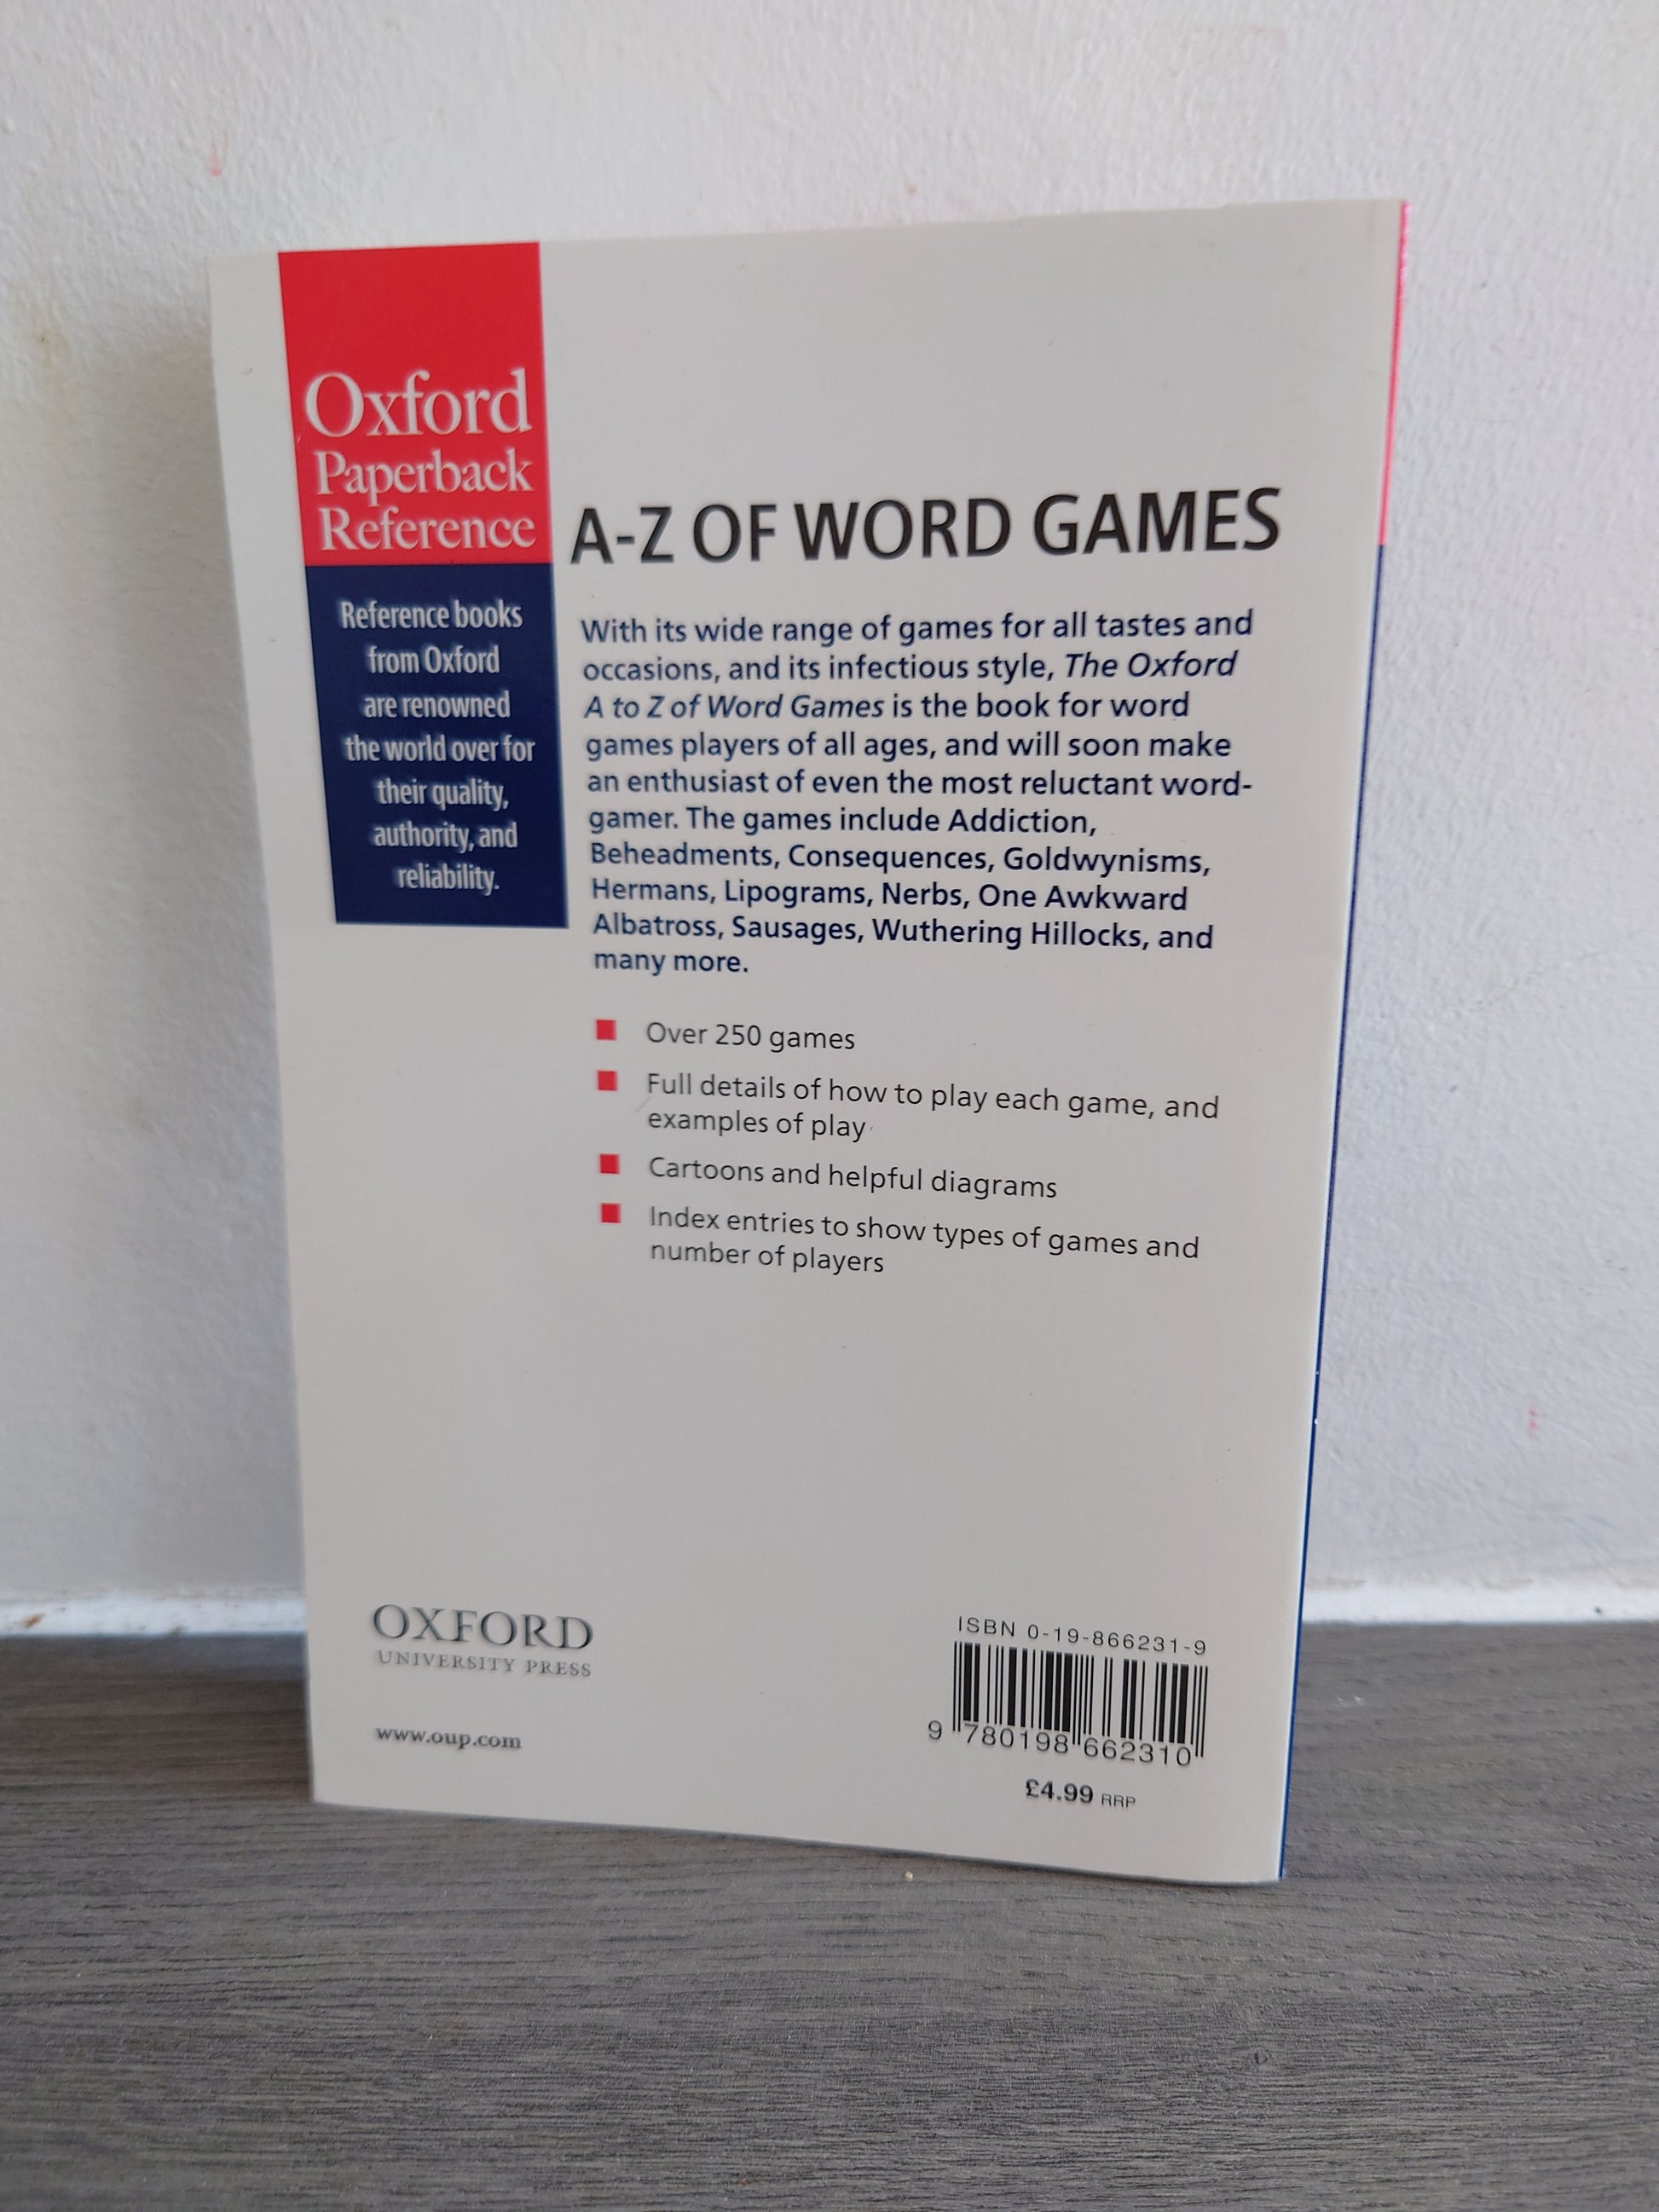 Oxford
Paperback
Reference
Reference books
from Oxford
are renowned
the world over for
their quality,
authority, and
reliability.
A-Z OF WORD GAMES
With its wide range of games for all tastes and
occasions, and its infectious style, The Oxford
A to Z of Word Games is the book for word
games players of all ages, and will soon make
an enthusiast of even the most reluctant word-
gamer. The games include Addiction,
Beheadments, Consequences, Goldwynisms,
Hermans, Lipograms, Nerbs, One Awkward
Albatross, Sausages, Wuthering Hillocks, and
many more.
Over 250 games
Full details of how to play each game, and
examples of play
Cartoons and helpful diagrams
Index entries to show types of games and
number of players
OXFORD
UNIVERSITY PRESS
www.oup.com
ISBN 0-19-866231-9
9 780198 662310
£4.99 RRP